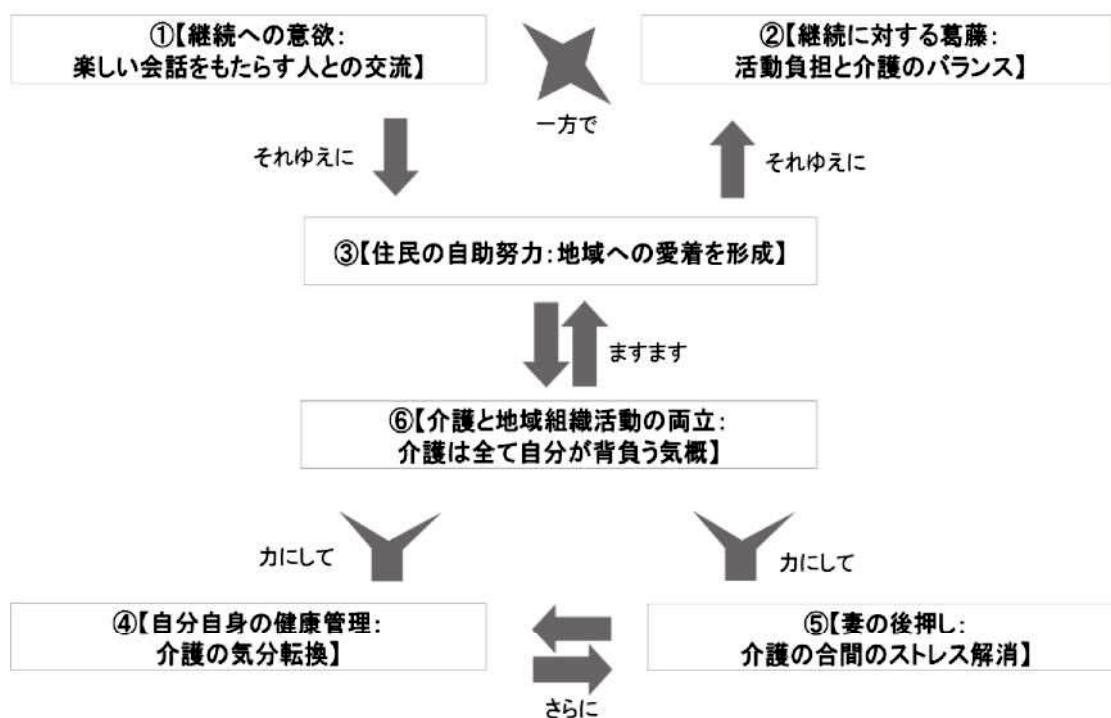 ①【継続への意欲:
楽しい会話をもたらす人との交流】
②【継続に対する葛藤:
活動負担と介護のバランス】
一方で
それゆえに
それゆえに
③【住民の自助努力:地域への愛着を形成】
ますます
⑥【介護と地域組織活動の両立:
介護は全て自分が背負う気概】
力にして
力にして
④【自分自身の健康管理:
介護の気分転換】
⑤【妻の後押し:
介護の合間のストレス解消】
さらに